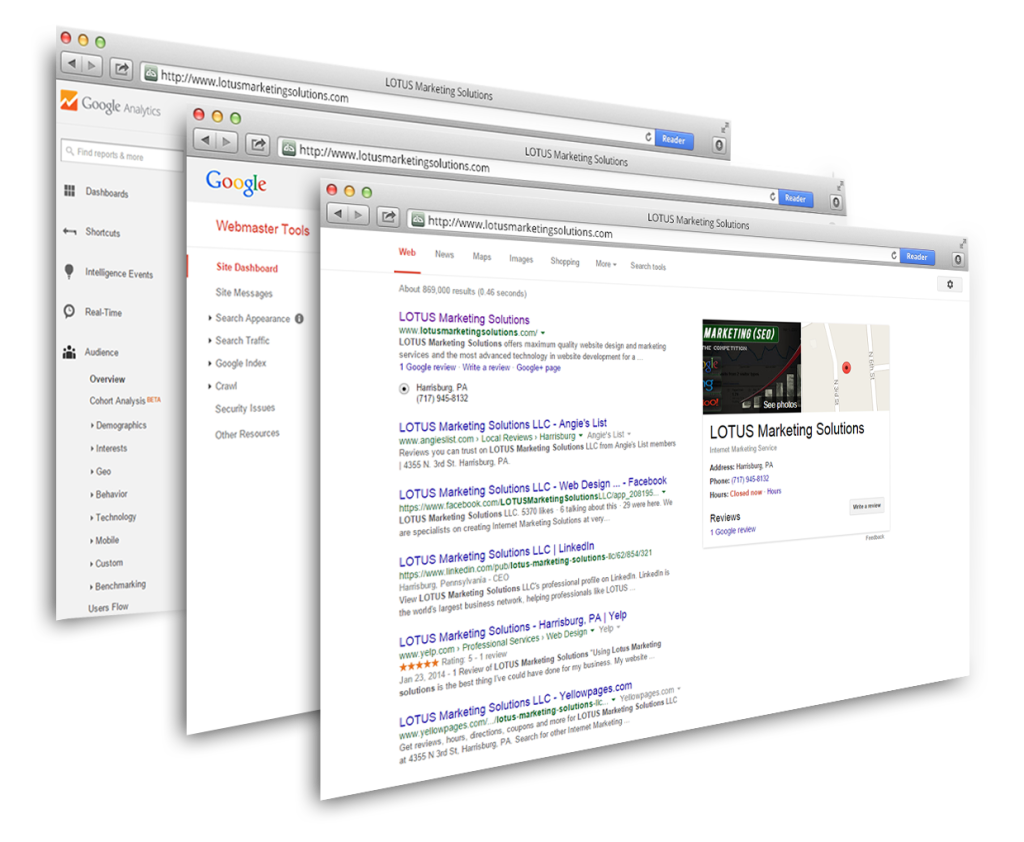 LOTUS Marketing Solutions
http://www.lotusmarketingsolutions.com
Reader
Google Analytics
Find reports & more
Dashboards
Shortcuts
Intelligence Events
Real-Time
Audience
Overview
Cohort Analysis BETA
Demographics
Interests
Geo
Behavior
Technology
Mobile
Custom
Benchmarking
Users Flow
LOTUS Marketing Solutions
http://www.lotusmarketingsolutions.com
Reader
Google
Webmaster Tools
Site Dashboard
Site Messages
Search Appearance
Search Traffic
Google Index
Crawl
Security Issues
Other Resources
LOTUS Marketing Solutions
http://www.lotusmarketingsolutions.com
Reader
Web News Maps Images Shopping More Search tools
About 869,000 results (0.46 seconds)
LOTUS Marketing Solutions
www.lotusmarketingsolutions.com/
LOTUS Marketing Solutions offers maximum quality website design and marketing
services and the most advanced technology in website development for a ...
1 Google review · Write a review · Google+ page
Harrisburg, PA
(717) 945-8132
LOTUS Marketing Solutions LLC - Angie's List
www.angieslist.com › Local Reviews › Harrisburg Angie's List
Reviews you can trust on LOTUS Marketing Solutions LLC from Angie's List members
| 4355 N. 3rd St. Harrisburg, PA.
LOTUS Marketing Solutions LLC - Web Design ... - Facebook
https://www.facebook.com/LOTUSMarketingSolutionsLLC/app_208195...
LOTUS Marketing Solutions LLC. 5370 likes · 6 talking about this · 29 were here. We
are specialists on creating Internet Marketing Solutions at very...
LOTUS Marketing Solutions LLC | LinkedIn
https://www.linkedin.com/pub/lotus-marketing-solutions-llc/62/854/321
Harrisburg, Pennsylvania - CEO
View LOTUS Marketing Solutions LLC's professional profile on LinkedIn. LinkedIn is
the world's largest business network, helping professionals like LOTUS ...
LOTUS Marketing Solutions - Harrisburg, PA | Yelp
www.yelp.com › Professional Services › Web Design Yelp
Rating: 5 - 1 review
Jan 23, 2014 - 1 Review of LOTUS Marketing Solutions "Using Lotus Marketing
solutions is the best thing I've could have done for my business. My website ...
LOTUS Marketing Solutions LLC - Yellowpages.com
www.yellowpages.com/.../lotus-marketing-solutions-llc... Yellowpages.com
Get reviews, hours, directions, coupons and more for LOTUS Marketing Solutions LLC
at 4355 N 3rd St, Harrisburg, PA. Search for other Internet Marketing ...
MARKETING (SEO)
THE COMPETITION
See photos
N 3rd St
N 6th St
LOTUS Marketing Solutions
Internet Marketing Service
Address: Harrisburg, PA
Phone: (717) 945-8132
Hours: Closed now · Hours
Write a review
Reviews
1 Google review
Feedback